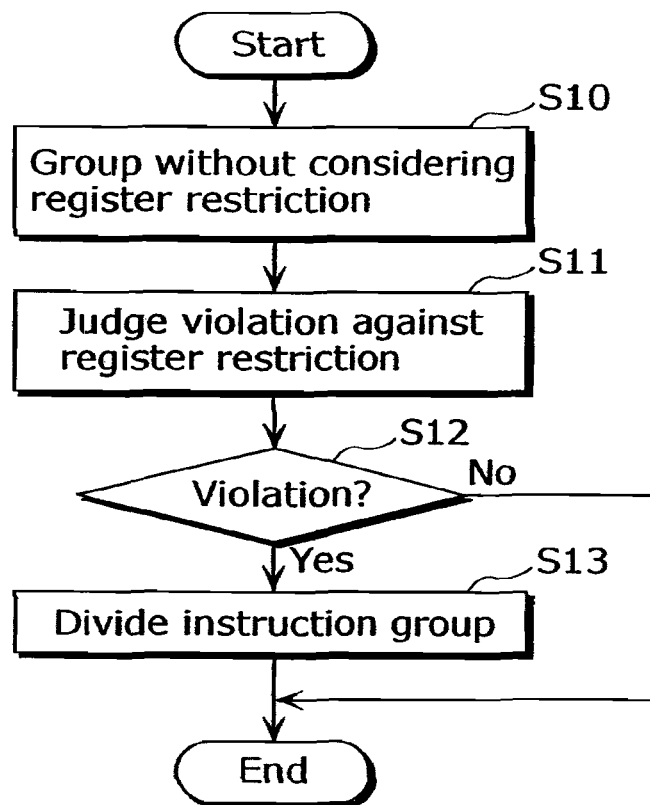 Start
S10
Group without considering
register restriction
S11
Judge violation against
register restriction
S12
Violation?
No
Yes
S13
Divide instruction group
End